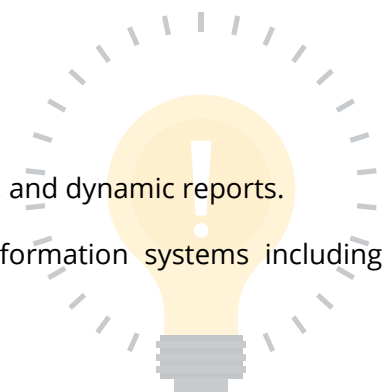 and dynamic reports.
formation systems including